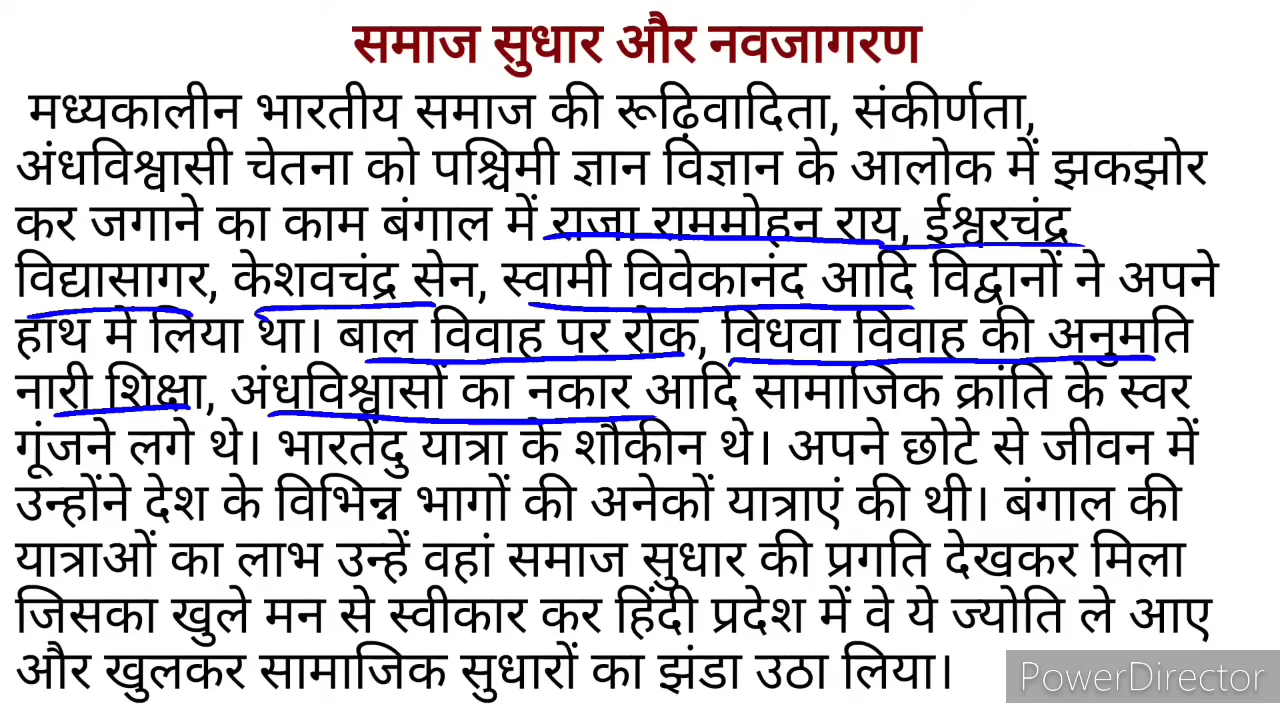 समाज सुधार और नवजागरण
मध्यकालीन भारतीय समाज की रूढ़िवादिता, संकीर्णता,
अंधविश्वासी चेतना को पश्चिमी ज्ञान विज्ञान के आलोक में झकझोर
कर जगाने का काम बंगाल में राजा राममोहन राय, ईश्वरचंद्र
विद्यासागर, केशवचंद्र सेन, स्वामी विवेकानंद आदि विद्वानों ने अपने
हाथ में लिया था। बाल विवाह पर रोक, विधवा विवाह की अनुमति
नारी शिक्षा, अंधविश्वासों का नकार आदि सामाजिक क्रांति के स्वर
गूंजने लगे थे। भारतेंदु यात्रा के शौकीन थे। अपने छोटे से जीवन में
उन्होंने देश के विभिन्न भागों की अनेकों यात्राएं की थी। बंगाल की
यात्राओं का लाभ उन्हें वहां समाज सुधार की प्रगति देखकर मिला
जिसका खुले मन से स्वीकार कर हिंदी प्रदेश में वे ये ज्योति ले आए
और खुलकर सामाजिक सुधारों का झंडा उठा लिया।
PowerDirector